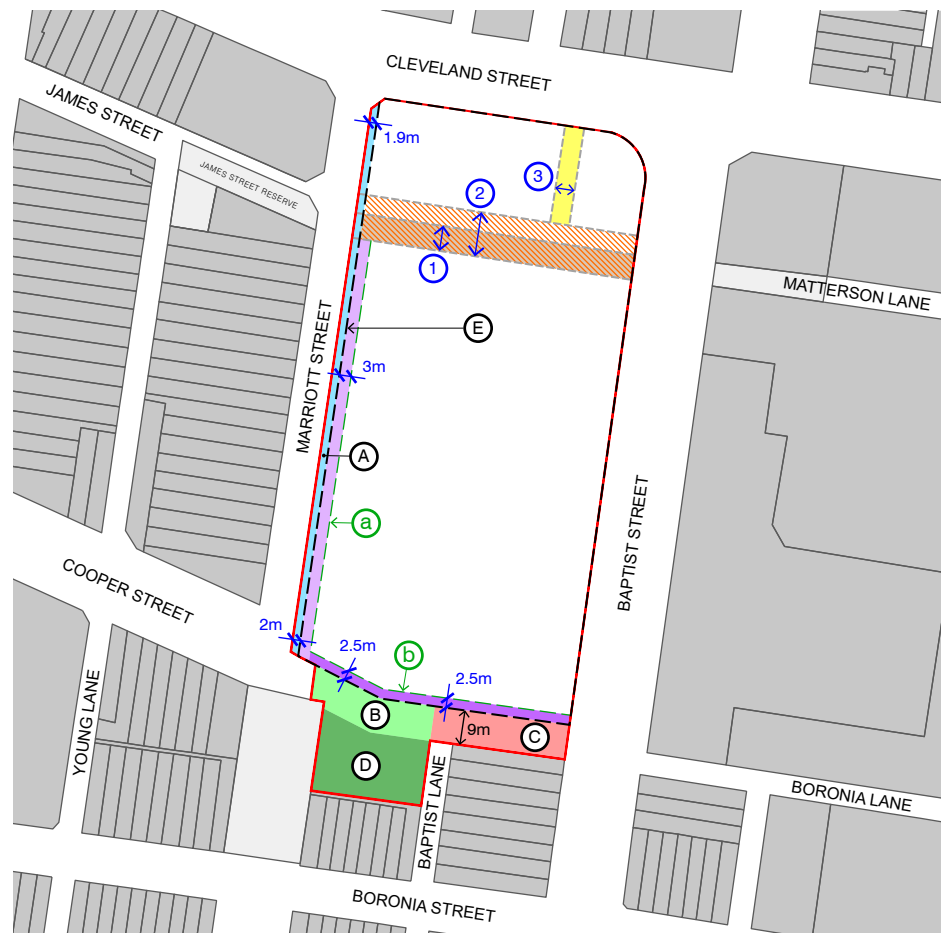 CLEVELAND STREET
JAMES STREET
1.9m
JAMES STREET RESERVE
3
2
1
MATTERSON LANE
E
MARRIOTT STREET
3m
A
a
BAPTIST STREET
COOPER STREET
2m
2.5m
b
2.5m
B
9m
C
YOUNG LANE
D
BAPTIST LANE
BORONIA LANE
BORONIA STREET